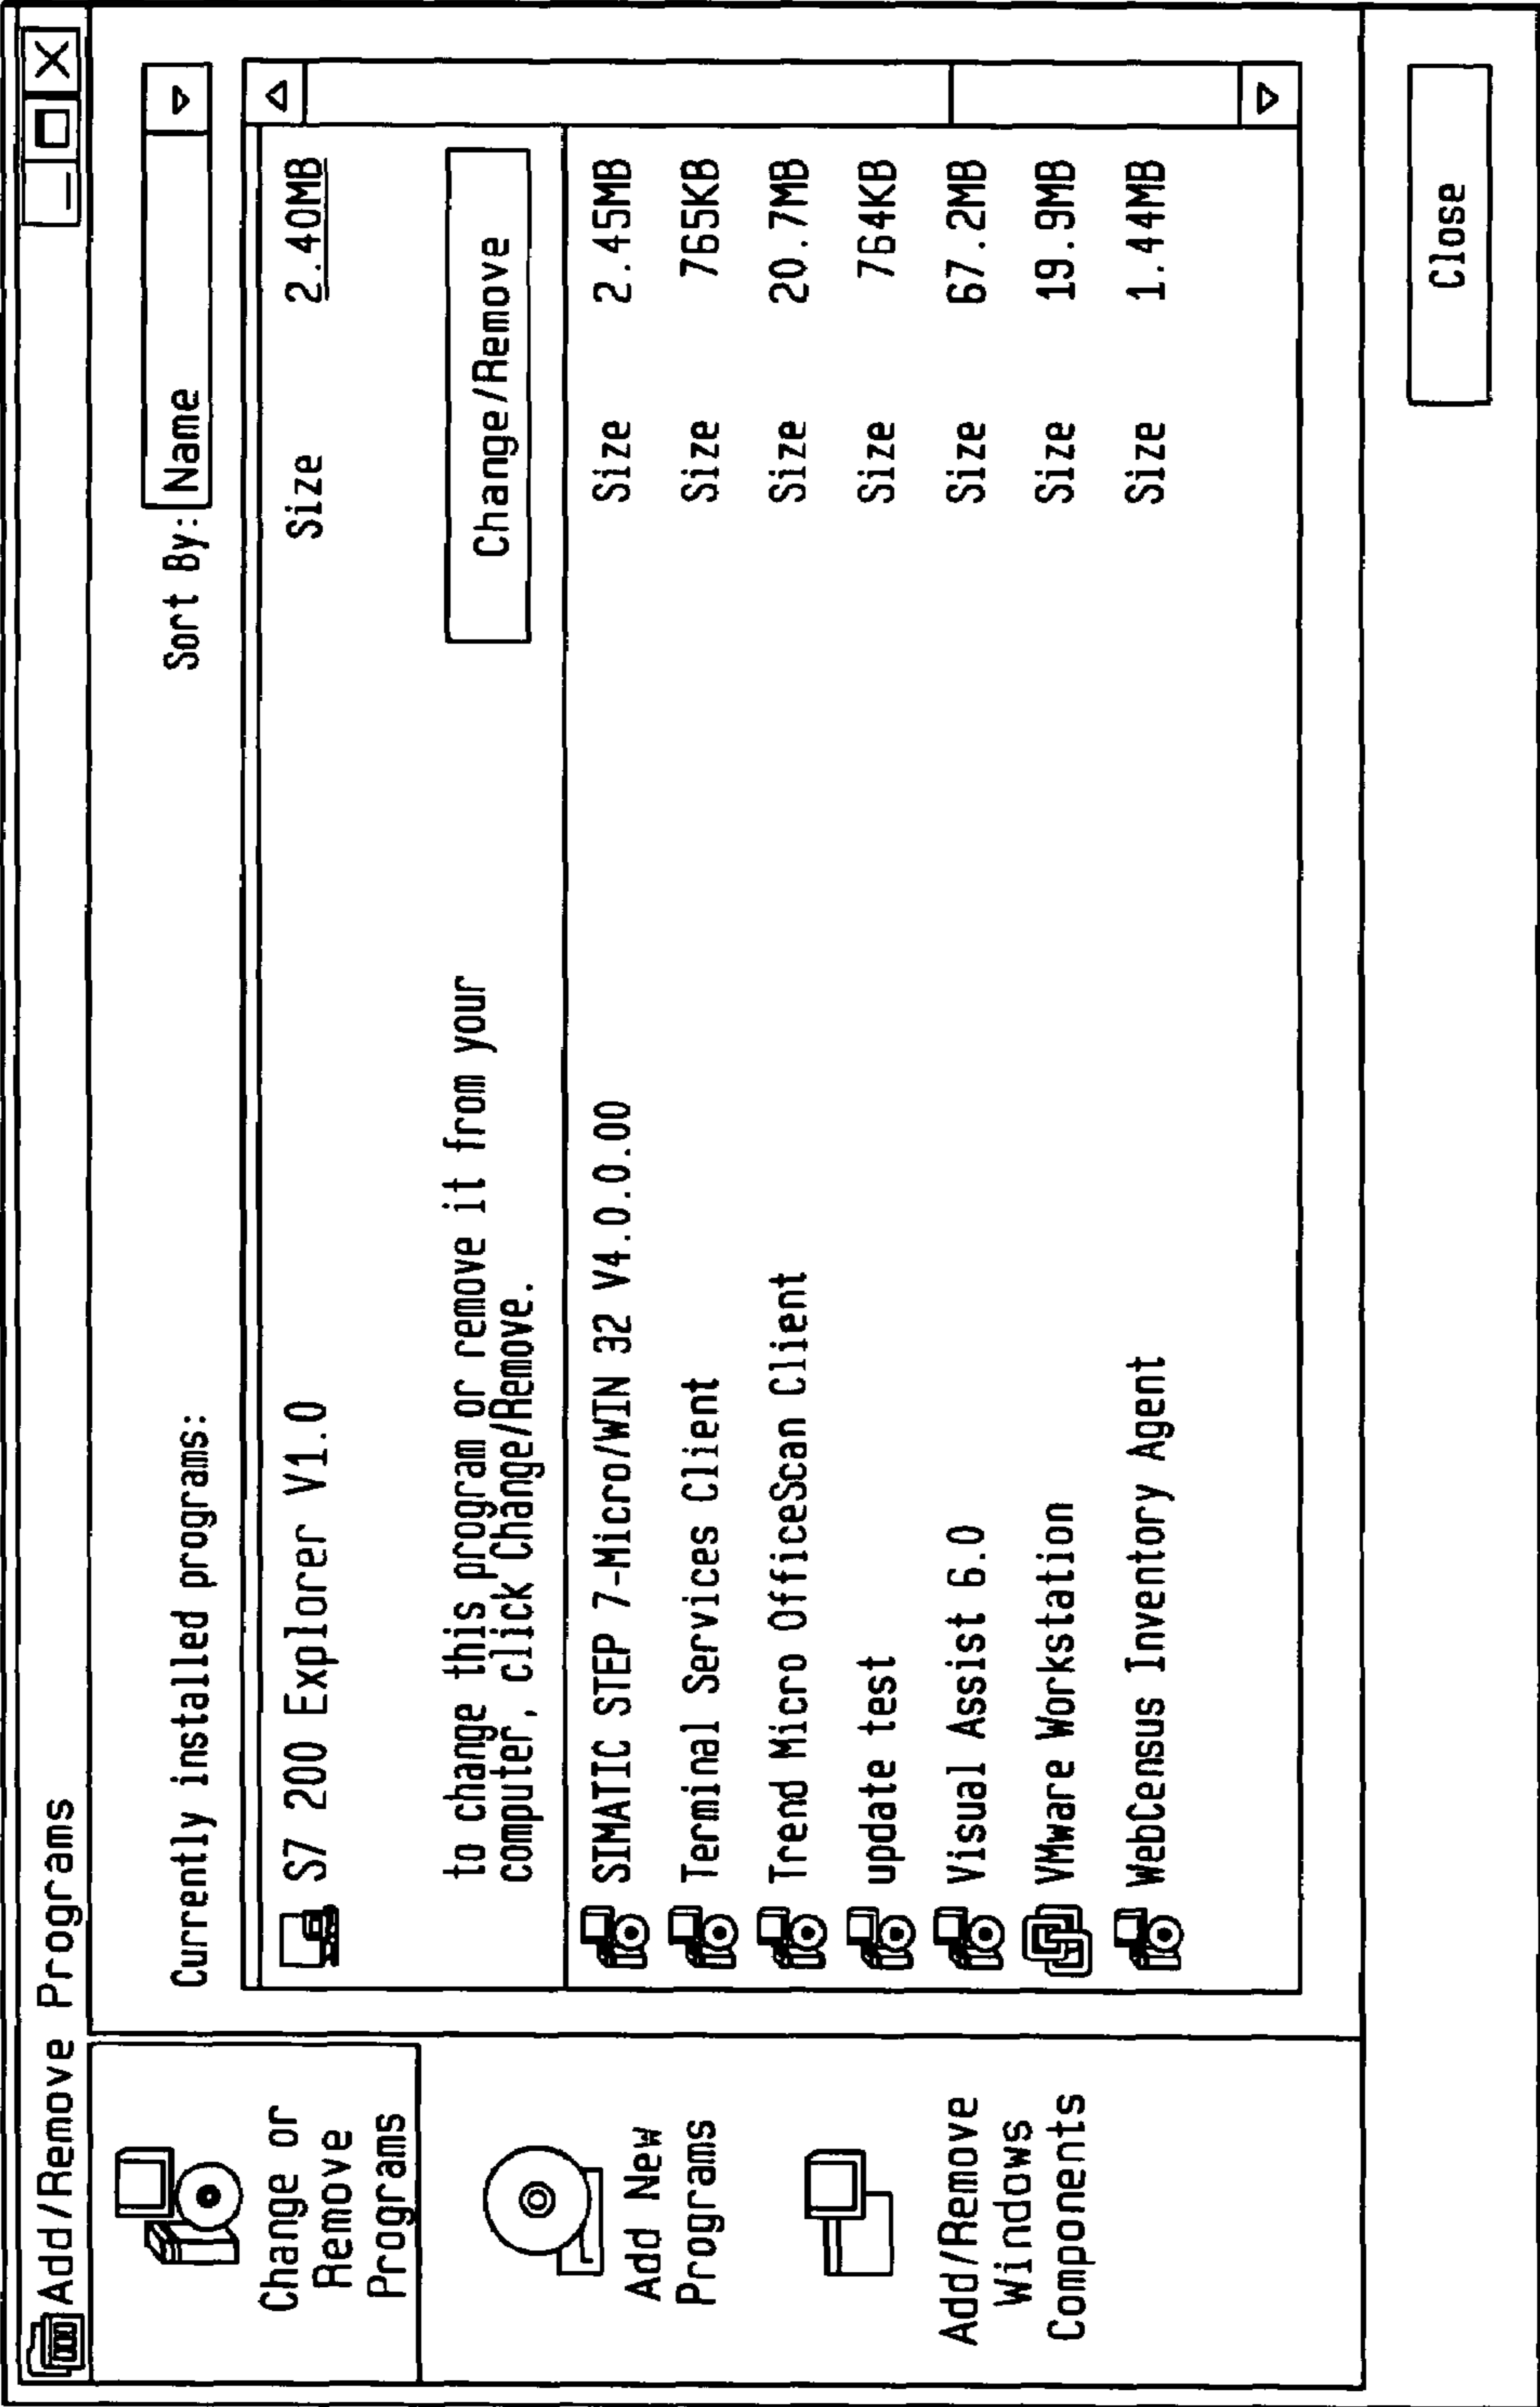 Add/Remove Programs
Change or
Remove
Programs
Add New
Programs
Add/Remove
Windows
Components
Currently installed programs:
Sort By: Name
S7 200 Explorer V1.0 Size 2.40MB
to change this program or remove it from your
computer, click Change/Remove.
Change/Remove
SIMATIC STEP 7-Micro/WIN 32 V4.0.0.00 Size 2.45MB
Terminal Services Client Size 765KB
Trend Micro OfficeScan Client Size 20.7MB
update test Size 764KB
Visual Assist 6.0 Size 67.2MB
VMware Workstation Size 19.9MB
WebCensus Inventory Agent Size 1.44MB
Close